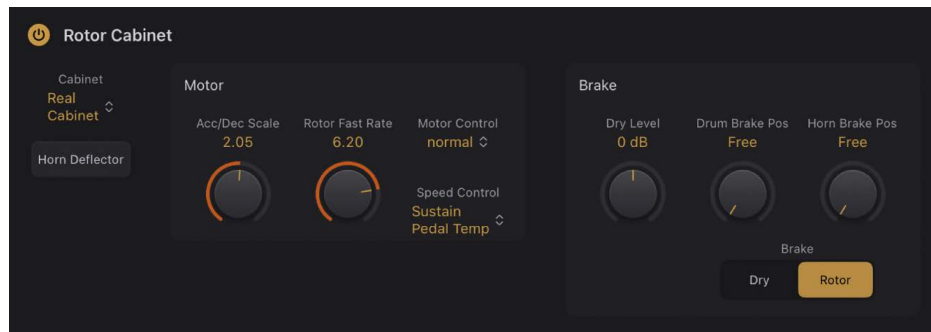 Rotor Cabinet
Cabinet
Real
Cabinet
Horn Deflector
Motor
Acc/Dec Scale
2.05
Rotor Fast Rate
6.20
Motor Control
normal
Speed Control
Sustain
Pedal Temp
Brake
Dry Level
0 dB
Drum Brake Pos
Free
Horn Brake Pos
Free
Brake
Dry
Rotor